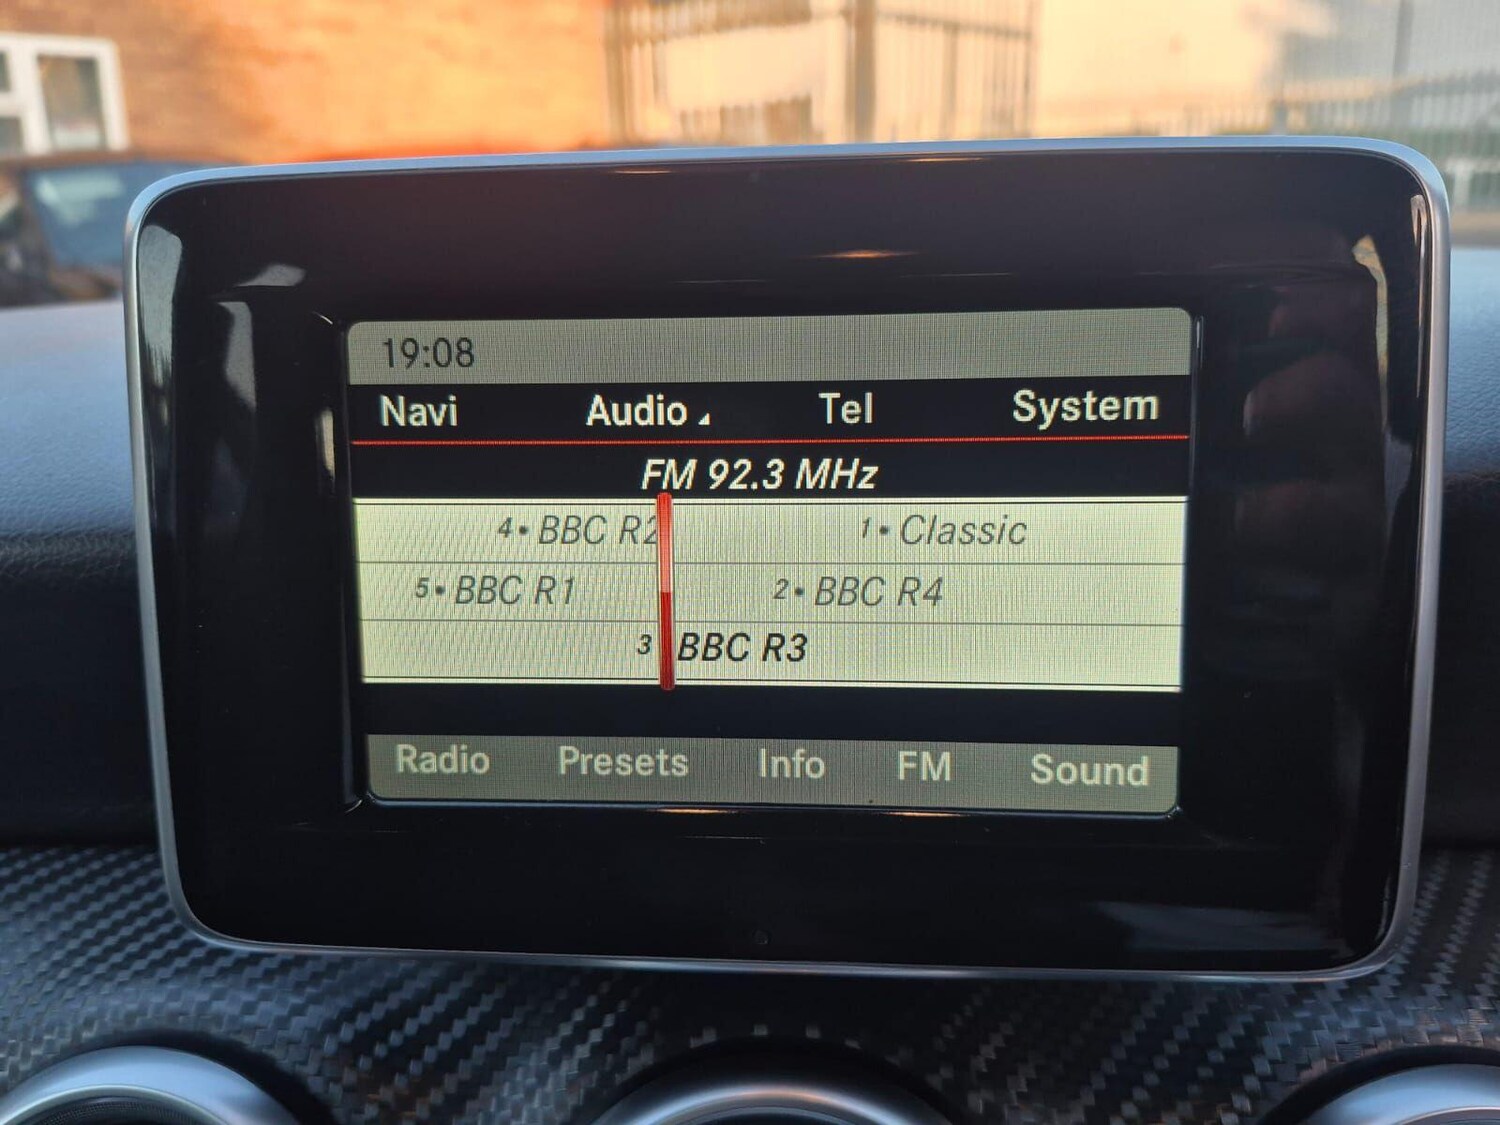 19:08
Navi Audio Tel System
FM 92.3 MHz
4• BBC R2 1• Classic
5• BBC R1 2• BBC R4
3 BBC R3
Radio Presets Info FM Sound